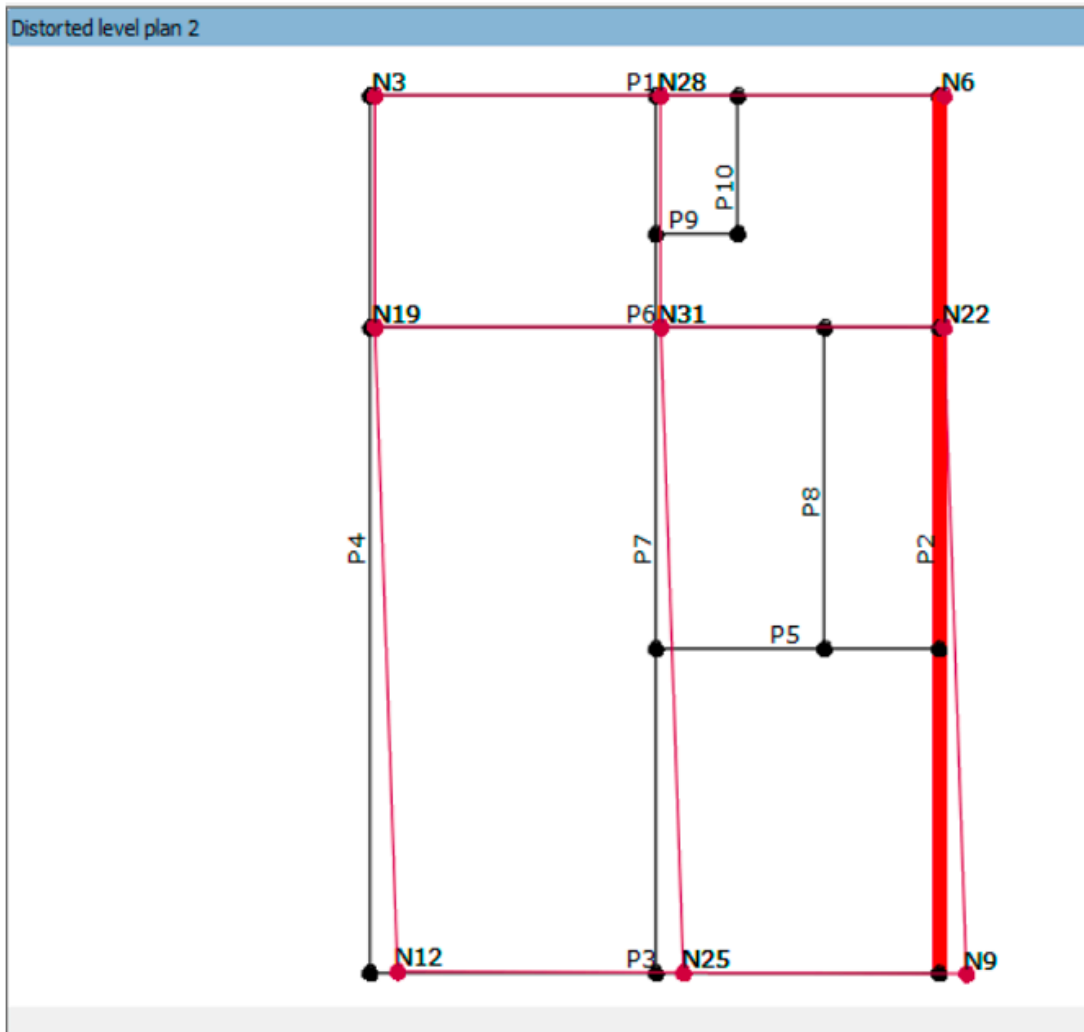 Distorted level plan 2
N3 P1 N28 N6
P10
P9
N19 P6 N31 N22
P8
P4 P7 P2
P5
N12 P3 N25 N9